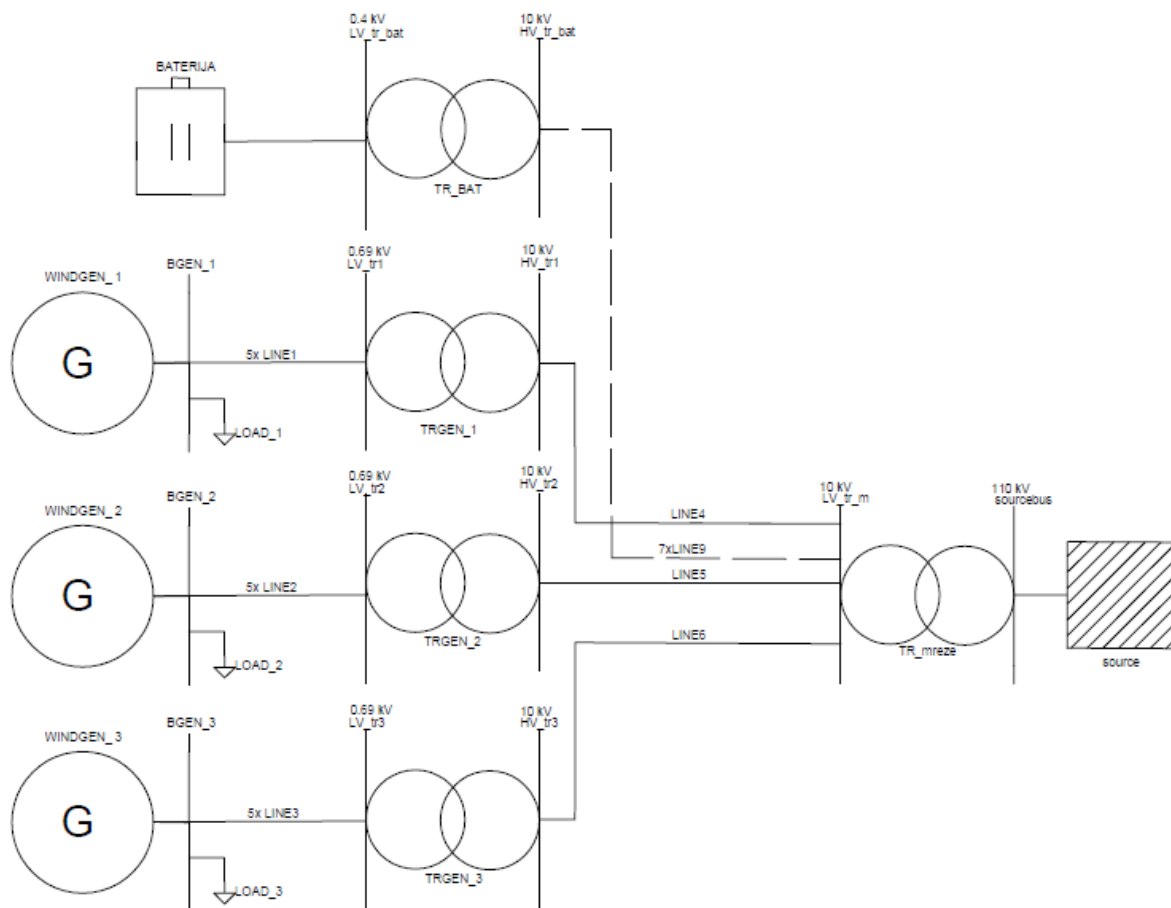 0.4 kV
LV_tr_bat
10 kV
HV_tr_bat
BATERIJA
TR_BAT
0.69 kV
LV_tr1
10 kV
HV_tr1
WINDGEN_1
BGEN_1
G
5x LINE1
LOAD_1
TRGEN_1
0.69 kV
LV_tr2
10 kV
HV_tr2
WINDGEN_2
BGEN_2
G
5x LINE2
LOAD_2
TRGEN_2
0.69 kV
LV_tr3
10 kV
HV_tr3
WINDGEN_3
BGEN_3
G
5x LINE3
LOAD_3
TRGEN_3
LINE4
7xLINE9
LINE5
LINE6
10 kV
LV_tr_m
110 kV
sourcebus
TR_mreze
source